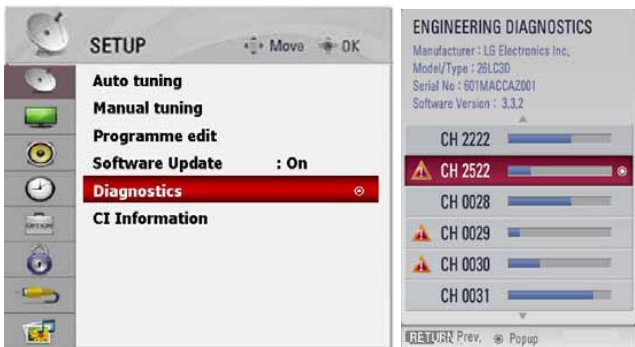 SETUP
Move OK
Auto tuning
Manual tuning
Programme edit
Software Update : On
Diagnostics
CI Information
OPTION
ENGINEERING DIAGNOSTICS
Manufacturer : LG Electronics Inc,
Model/Type : 26LC3D
Serial No : 601MACCAZ001
Software Version : 3,3,2
CH 2222
CH 2522
CH 0028
CH 0029
CH 0030
CH 0031
RETURN Prev, Popup